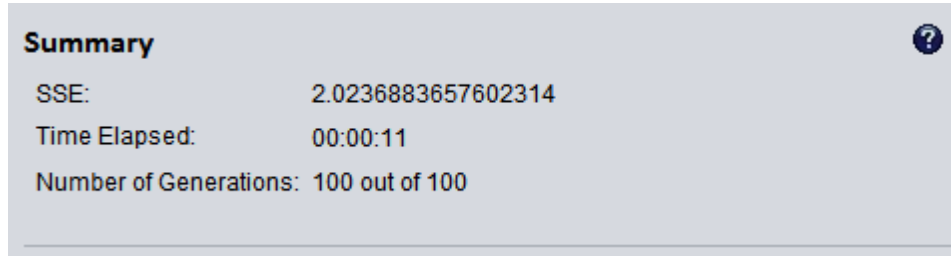 Summary
?
SSE: 2.0236883657602314
Time Elapsed: 00:00:11
Number of Generations: 100 out of 100